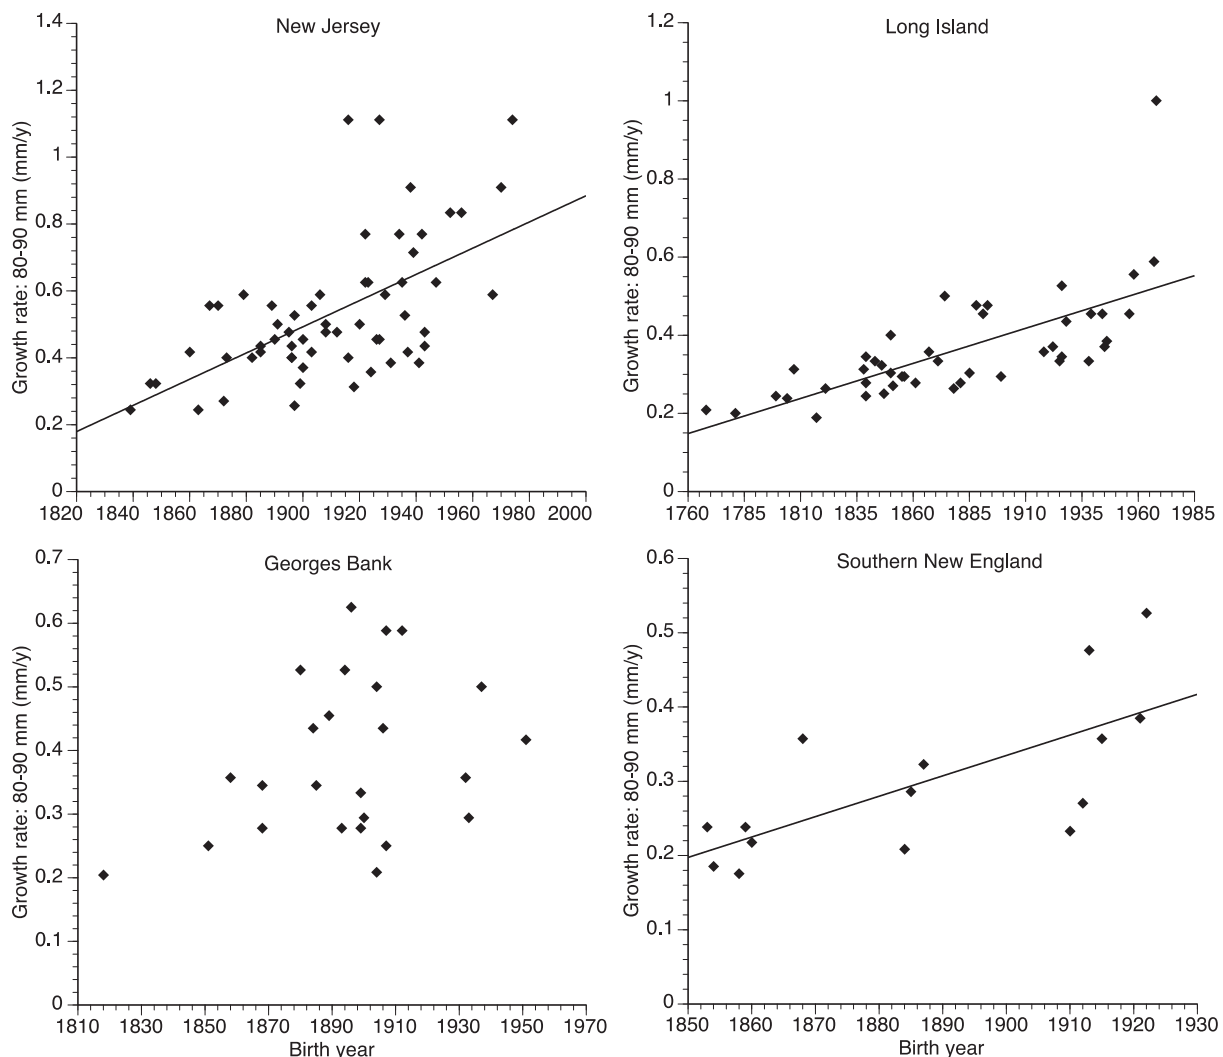 New Jersey
Growth rate: 80-90 mm (mm/y)
1.4
1.2
1
0.8
0.6
0.4
0.2
0
1820 1840 1860 1880 1900 1920 1940 1960 1980 2000
Long Island
Growth rate: 80-90 mm (mm/y)
1.2
1
0.8
0.6
0.4
0.2
0
1760 1785 1810 1835 1860 1885 1910 1935 1960 1985
Georges Bank
Growth rate: 80-90 mm (mm/y)
0.7
0.6
0.5
0.4
0.3
0.2
0.1
0
1810 1830 1850 1870 1890 1910 1930 1950 1970
Birth year
Southern New England
Growth rate: 80-90 mm (mm/y)
0.6
0.5
0.4
0.3
0.2
0.1
0
1850 1860 1870 1880 1890 1900 1910 1920 1930
Birth year